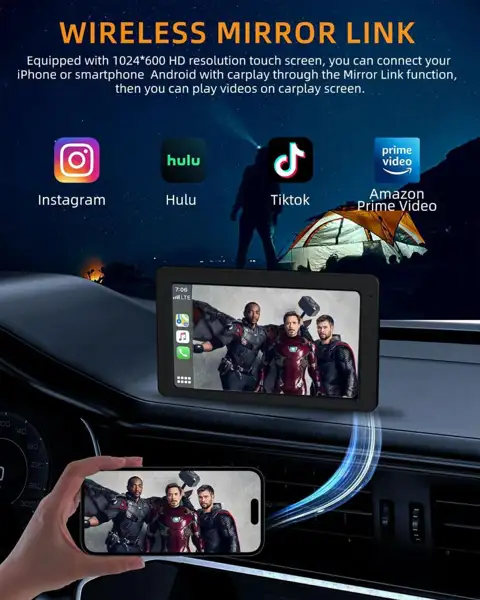 WIRELESS MIRROR LINK
Equipped with 1024*600 HD resolution touch screen, you can connect your
iPhone or smartphone Android with carplay through the Mirror Link function,
then you can play videos on carplay screen.
hulu
prime
video
Instagram
Hulu
Tiktok
Amazon
Prime Video
7:06
LTE